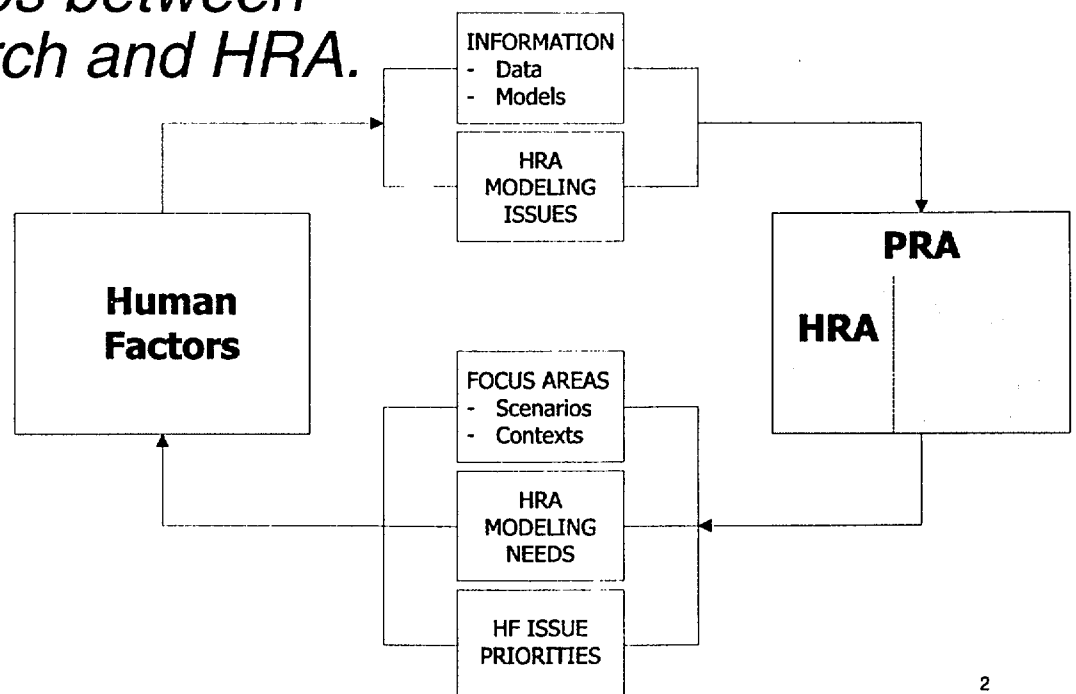 between
rch and HRA.
INFORMATION
- Data
- Models
HRA
MODELING
ISSUES
Human
Factors
PRA
HRA
FOCUS AREAS
- Scenarios
- Contexts
HRA
MODELING
NEEDS
HF ISSUE
PRIORITIES
2